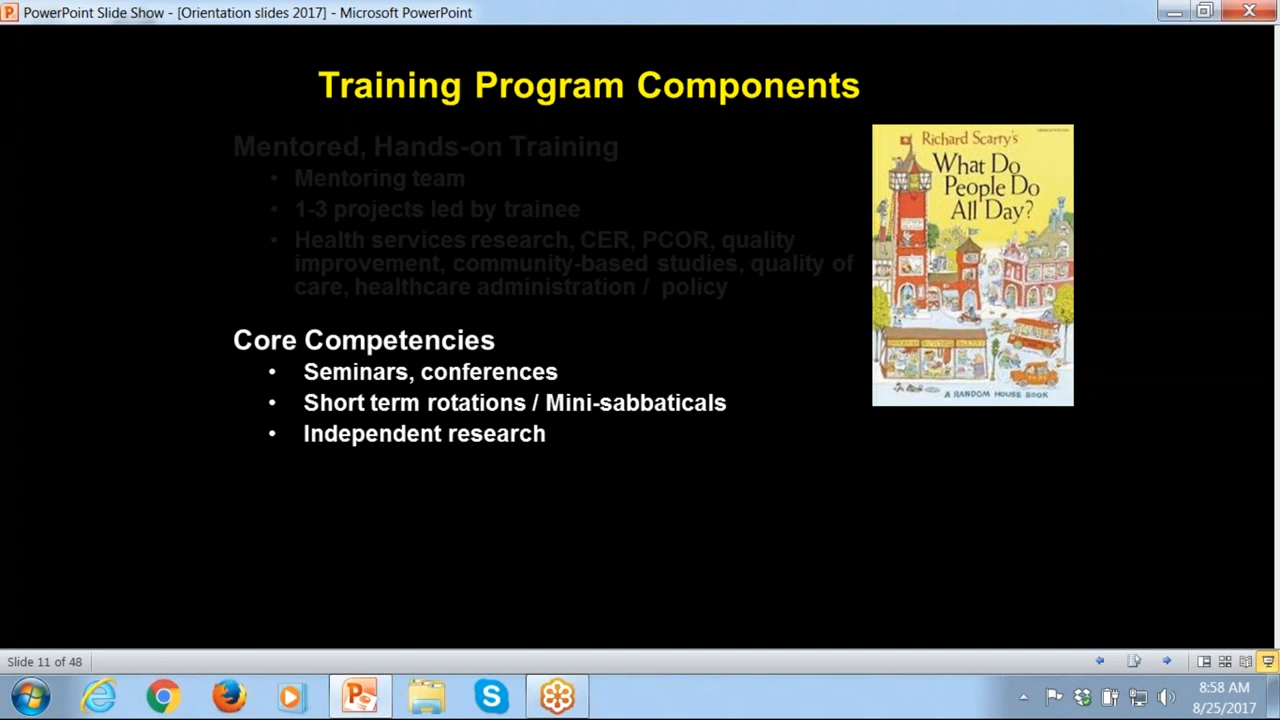 PowerPoint Slide Show - [Orientation slides 2017] - Microsoft PowerPoint
Training Program Components
Mentored, Hands-on Training
• Mentoring team
• 1-3 projects led by trainee
• Health services research, CER, PCOR, quality
improvement, community-based studies, quality of
care, healthcare administration / policy
Richard Scarry's
What Do
People Do
All Day?
A RANDOM HOUSE BOOK
Core Competencies
• Seminars, conferences
• Short term rotations / Mini-sabbaticals
• Independent research
Slide 11 of 48
8:58 AM
8/25/2017